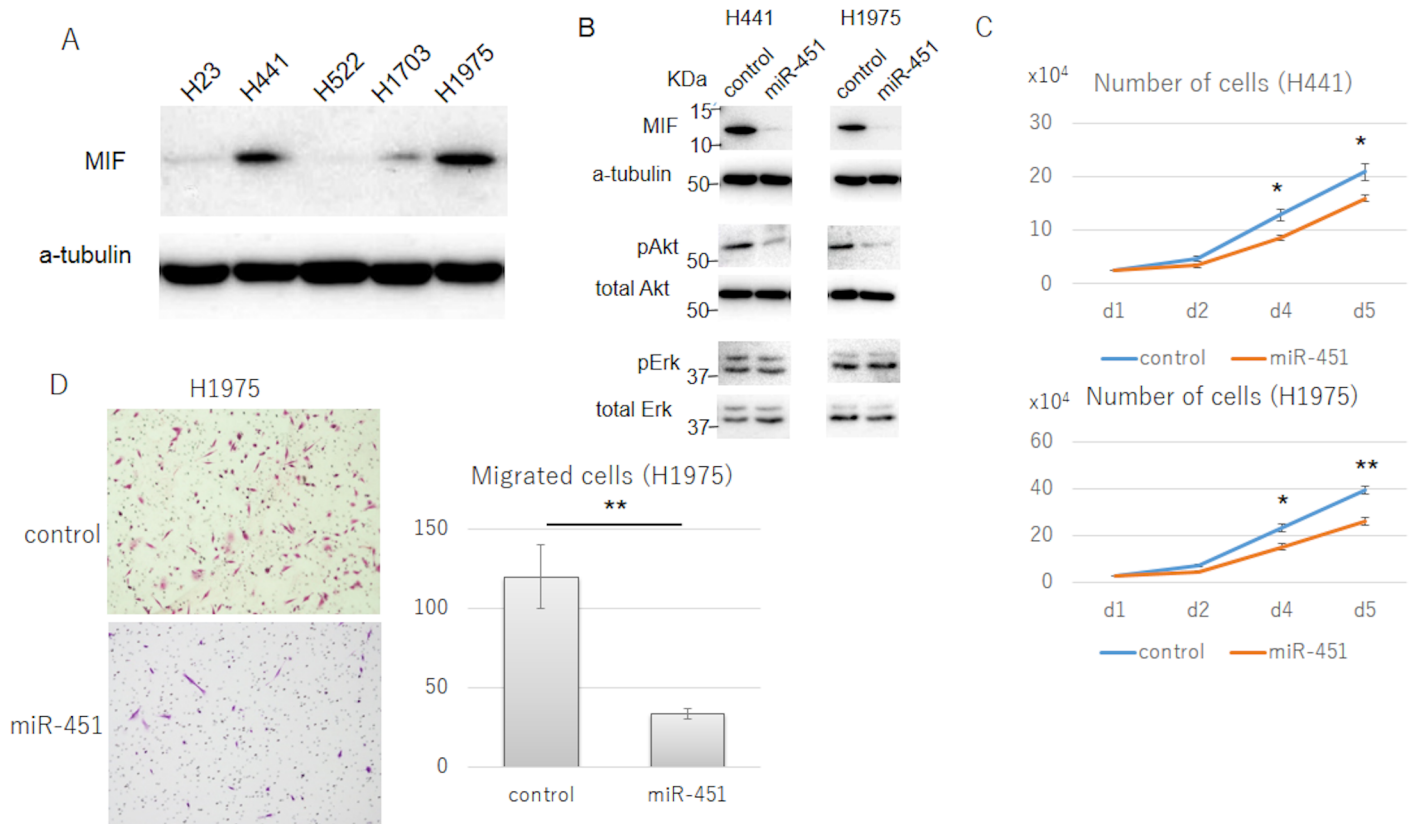 A
H23
H441
H522
H1703
H1975
MIF
a-tubulin
B
H441
H1975
KDa
control
miR-451
control
miR-451
15
MIF
10
a-tubulin
50
pAkt
50
total Akt
50
pErk
37
total Erk
37
C
x10⁴
Number of cells (H441)
30
20
10
0
*
*
d1 d2 d4 d5
control miR-451
x10⁴
Number of cells (H1975)
60
40
20
0
*
**
d1 d2 d4 d5
control miR-451
D
H1975
control
miR-451
Migrated cells (H1975)
**
150
100
50
0
control miR-451